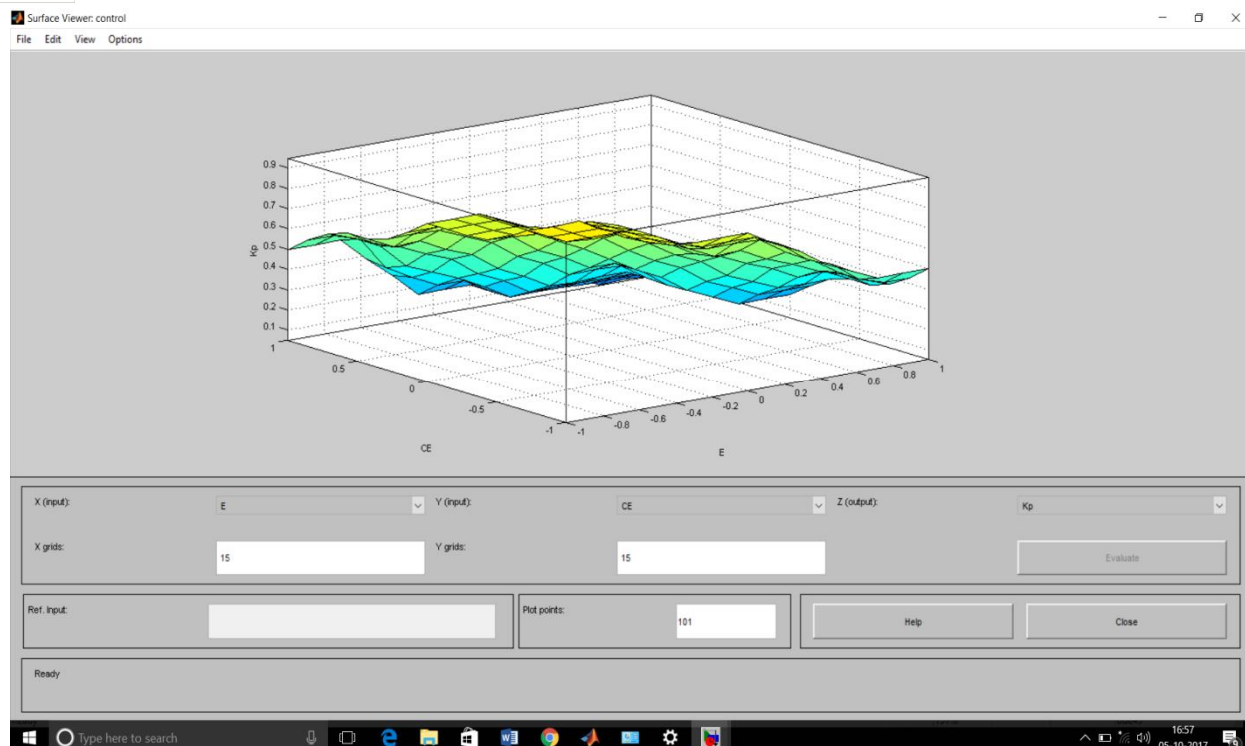 Surface Viewer: control
File Edit View Options
0.9
0.8
0.7
0.6
0.5
0.4
0.3
0.2
0.1
Kp
1
0.5
0
-0.5
-1
CE
-1
-0.8
-0.6
-0.4
-0.2
0
0.2
0.4
0.6
0.8
1
E
X (input): E Y (input): CE Z (output): Kp
X grids: 15 Y grids: 15 Evaluate
Ref. Input: Plot points: 101 Help Close
Ready
Type here to search
16:57
05-10-2017